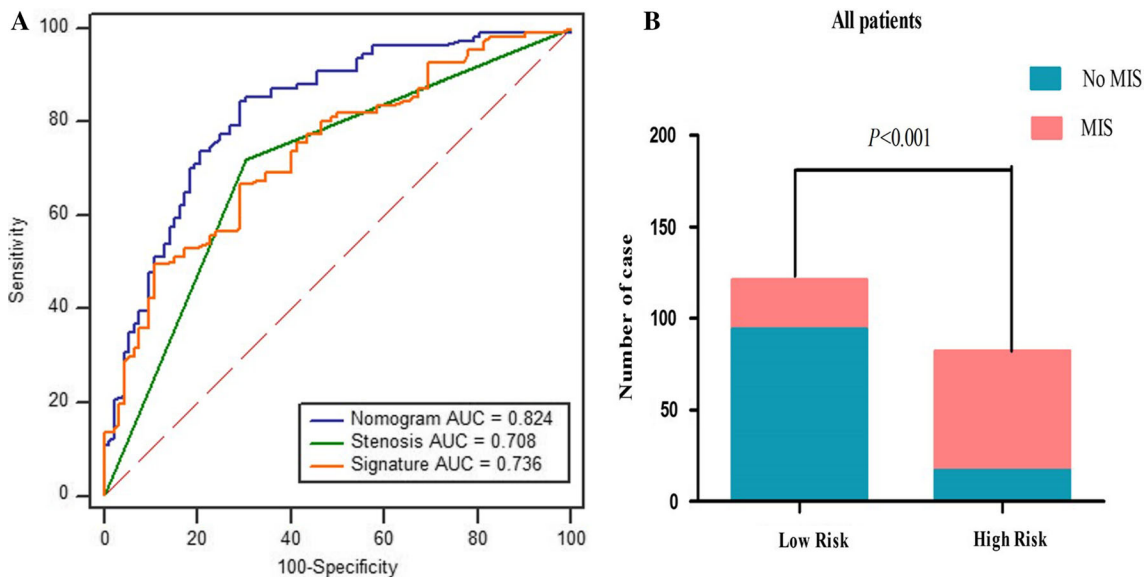 A
100
80
60
40
20
0
Sensitivity
0 20 40 60 80 100
100-Specificity
Nomogram AUC = 0.824
Stenosis AUC = 0.708
Signature AUC = 0.736
B
All patients
No MIS
MIS
P<0.001
200
150
100
50
0
Number of case
Low Risk High Risk